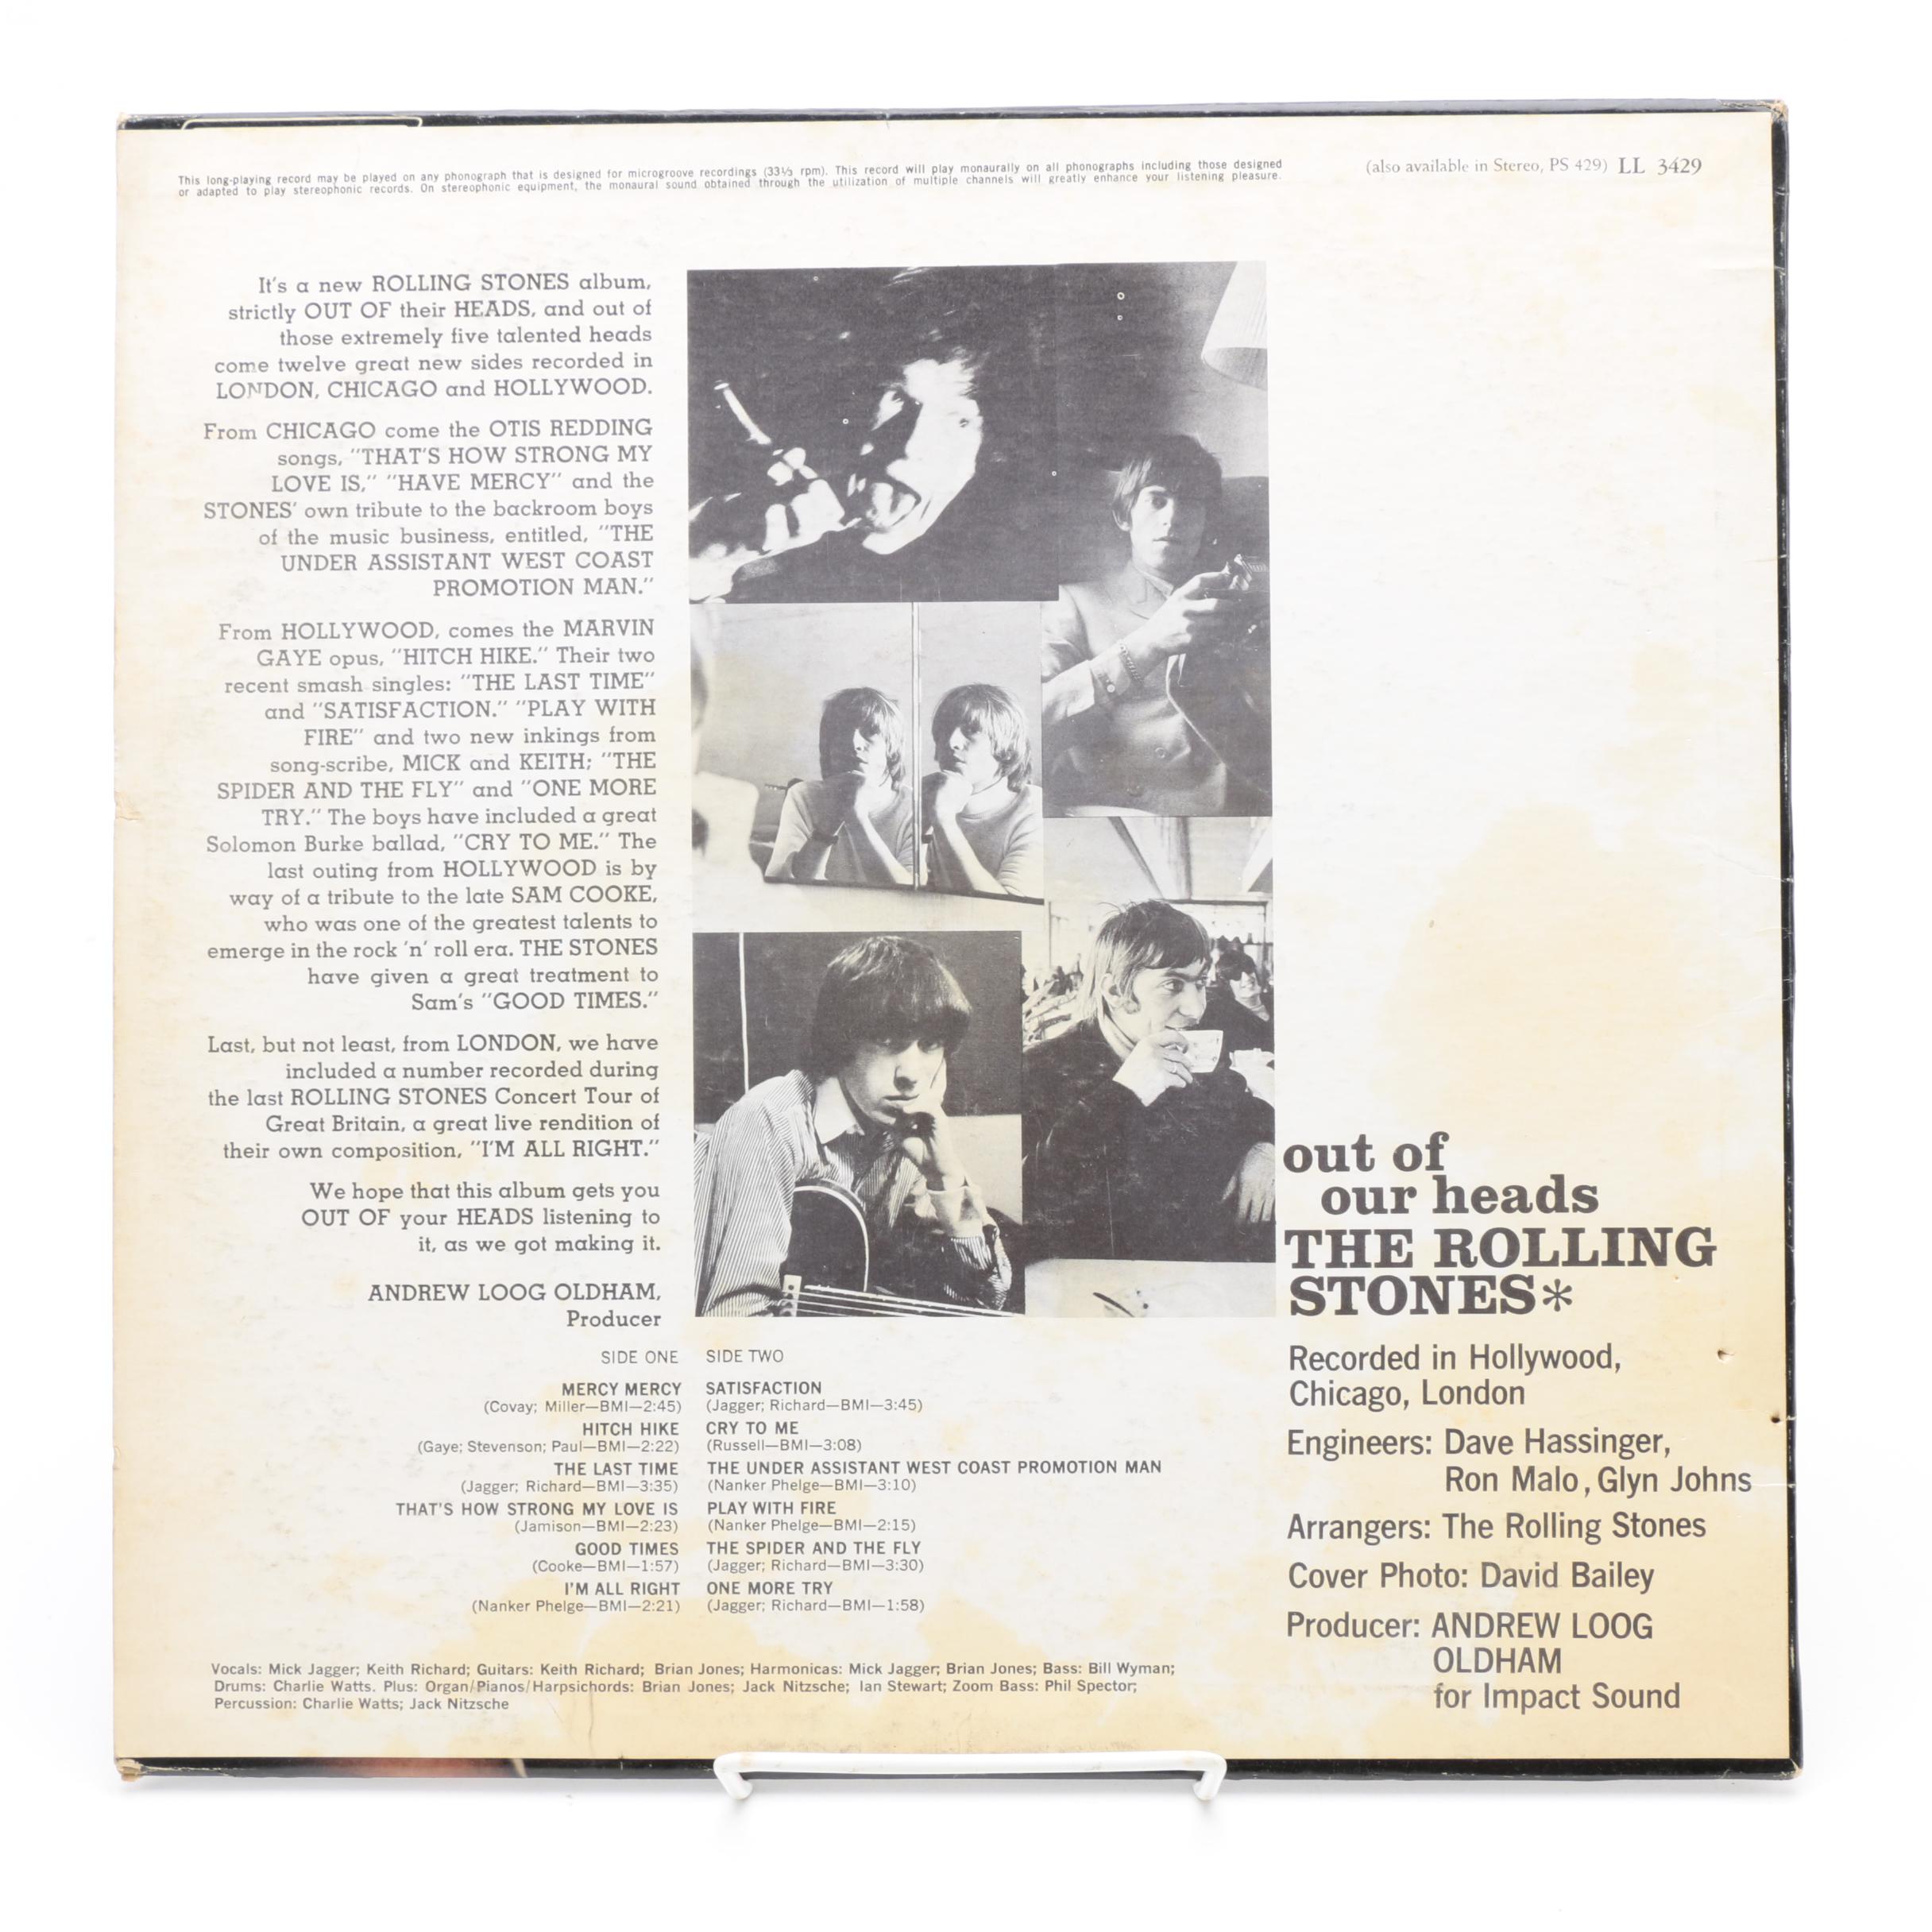 This long-playing record may be played on any phonograph that is designed for microgroove recordings (33⅓ rpm). This record will play monaurally on all phonographs including those designed
or adapted to play stereophonic records. On stereophonic equipment, the monaural sound obtained through the utilization of multiple channels will greatly enhance your listening pleasure.
(also available in Stereo, PS 429) LL 3429
It's a new ROLLING STONES album,
strictly OUT OF their HEADS, and out of
those extremely five talented heads
come twelve great new sides recorded in
LONDON, CHICAGO and HOLLYWOOD.
From CHICAGO come the OTIS REDDING
songs, "THAT'S HOW STRONG MY
LOVE IS," "HAVE MERCY" and the
STONES' own tribute to the backroom boys
of the music business, entitled, "THE
UNDER ASSISTANT WEST COAST
PROMOTION MAN."
From HOLLYWOOD, comes the MARVIN
GAYE opus, "HITCH HIKE." Their two
recent smash singles: "THE LAST TIME"
and "SATISFACTION." "PLAY WITH
FIRE" and two new inkings from
song-scribe, MICK and KEITH; "THE
SPIDER AND THE FLY" and "ONE MORE
TRY." The boys have included a great
Solomon Burke ballad, "CRY TO ME." The
last outing from HOLLYWOOD is by
way of a tribute to the late SAM COOKE,
who was one of the greatest talents to
emerge in the rock 'n' roll era. THE STONES
have given a great treatment to
Sam's "GOOD TIMES."
Last, but not least, from LONDON, we have
included a number recorded during
the last ROLLING STONES Concert Tour of
Great Britain, a great live rendition of
their own composition, "I'M ALL RIGHT."
We hope that this album gets you
OUT OF your HEADS listening to
it, as we got making it.
ANDREW LOOG OLDHAM,
Producer
SIDE ONE
MERCY MERCY
(Covay; Miller—BMI—2:45)
HITCH HIKE
(Gaye; Stevenson; Paul—BMI—2:22)
THE LAST TIME
(Jagger; Richard—BMI—3:35)
THAT'S HOW STRONG MY LOVE IS
(Jamison—BMI—2:23)
GOOD TIMES
(Cooke—BMI—1:57)
I'M ALL RIGHT
(Nanker Phelge—BMI—2:21)
SIDE TWO
SATISFACTION
(Jagger; Richard—BMI—3:45)
CRY TO ME
(Russell—BMI—3:08)
THE UNDER ASSISTANT WEST COAST PROMOTION MAN
(Nanker Phelge—BMI—3:10)
PLAY WITH FIRE
(Nanker Phelge—BMI—2:15)
THE SPIDER AND THE FLY
(Jagger; Richard—BMI—3:30)
ONE MORE TRY
(Jagger; Richard—BMI—1:58)
Vocals: Mick Jagger; Keith Richard; Guitars: Keith Richard; Brian Jones; Harmonicas: Mick Jagger; Brian Jones; Bass: Bill Wyman;
Drums: Charlie Watts. Plus: Organ/Pianos/Harpsichords: Brian Jones; Jack Nitzsche; Ian Stewart; Zoom Bass: Phil Spector;
Percussion: Charlie Watts; Jack Nitzsche
out of
our heads
THE ROLLING
STONES*
Recorded in Hollywood,
Chicago, London
Engineers: Dave Hassinger,
Ron Malo, Glyn Johns
Arrangers: The Rolling Stones
Cover Photo: David Bailey
Producer: ANDREW LOOG
OLDHAM
for Impact Sound